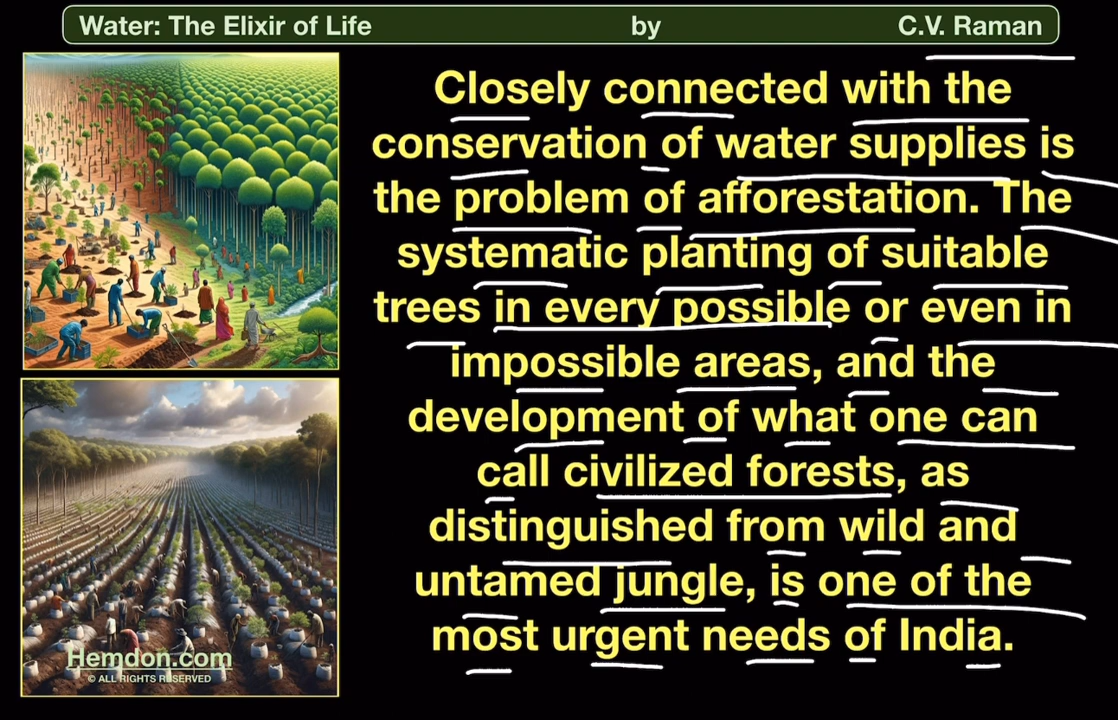 Water: The Elixir of Life by C.V. Raman
Closely connected with the
conservation of water supplies is
the problem of afforestation. The
systematic planting of suitable
trees in every possible or even in
impossible areas, and the
development of what one can
call civilized forests, as
distinguished from wild and
untamed jungle, is one of the
most urgent needs of India.
Hemdon.com
© ALL RIGHTS RESERVED